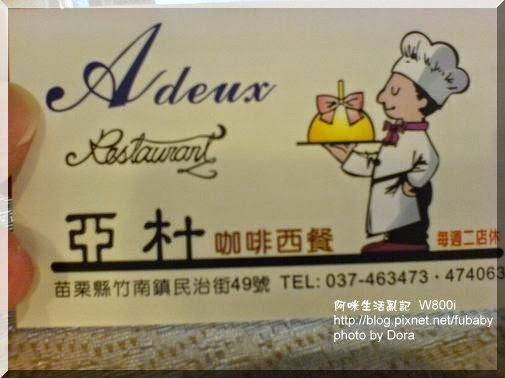 Adeux
Restaurant
亞杜 咖啡西餐 每週二店休
苗栗縣竹南鎮民治街49號 TEL: 037-463473·474063
阿咪生活亂記 W800i
http://blog.pixnet.net/fubaby
photo by Dora